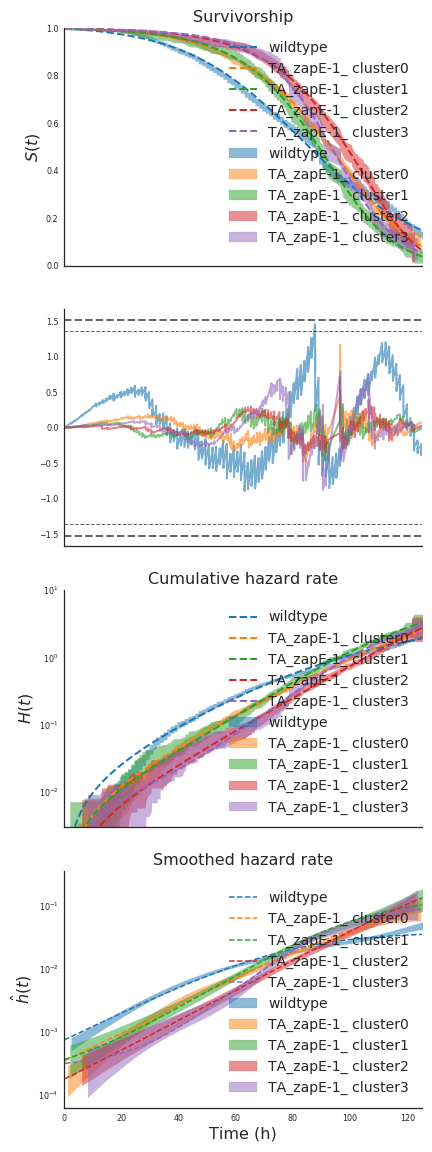 Survivorship
1.0
0.8
0.6
0.4
0.2
0.0
S(t)
wildtype
TA_zapE-1_ cluster0
TA_zapE-1_ cluster1
TA_zapE-1_ cluster2
TA_zapE-1_ cluster3
wildtype
TA_zapE-1_ cluster0
TA_zapE-1_ cluster1
TA_zapE-1_ cluster2
TA_zapE-1_ cluster3
1.5
1.0
0.5
0.0
−0.5
−1.0
−1.5
Cumulative hazard rate
10¹
10⁰
10⁻¹
10⁻²
H(t)
wildtype
TA_zapE-1_ cluster0
TA_zapE-1_ cluster1
TA_zapE-1_ cluster2
TA_zapE-1_ cluster3
wildtype
TA_zapE-1_ cluster0
TA_zapE-1_ cluster1
TA_zapE-1_ cluster2
TA_zapE-1_ cluster3
Smoothed hazard rate
10⁻¹
10⁻²
10⁻³
10⁻⁴
ĥ(t)
wildtype
TA_zapE-1_ cluster0
TA_zapE-1_ cluster1
TA_zapE-1_ cluster2
TA_zapE-1_ cluster3
wildtype
TA_zapE-1_ cluster0
TA_zapE-1_ cluster1
TA_zapE-1_ cluster2
TA_zapE-1_ cluster3
0 20 40 60 80 100 120
Time (h)